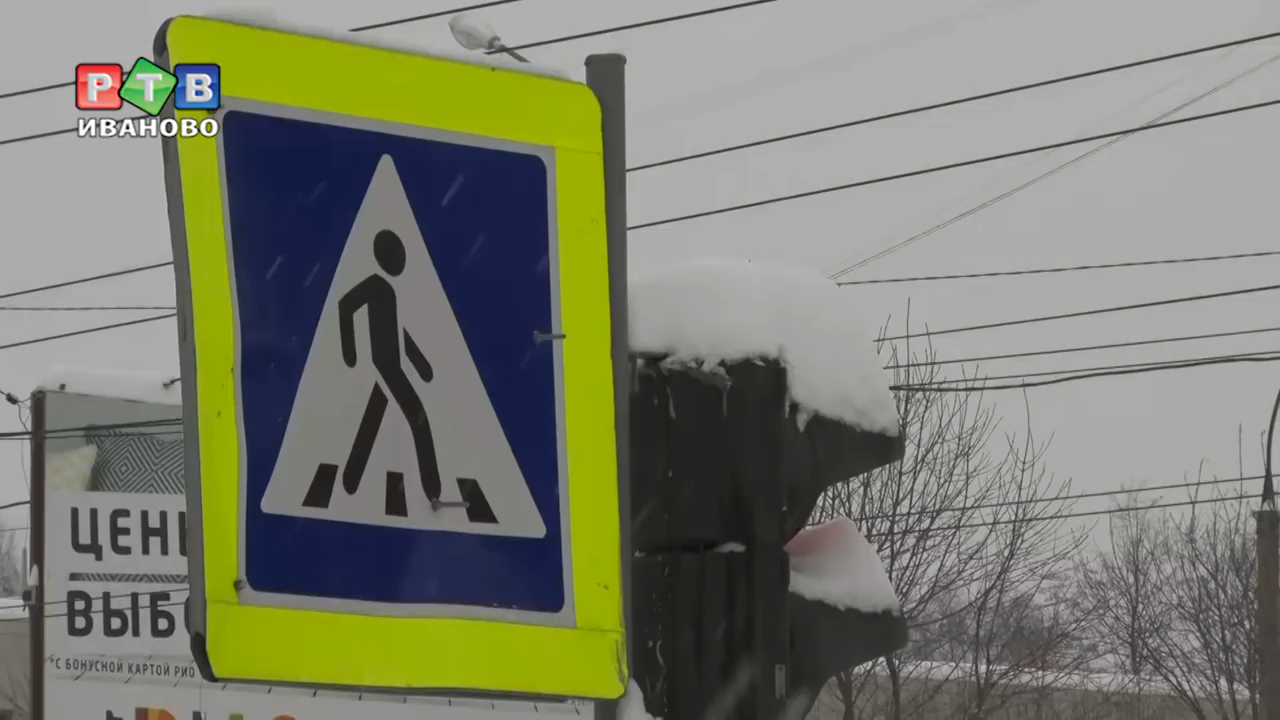 РТВ
ИВАНОВО
ЦЕН
ВЫБ
*С БОНУСНОЙ КАРТОЙ РИО